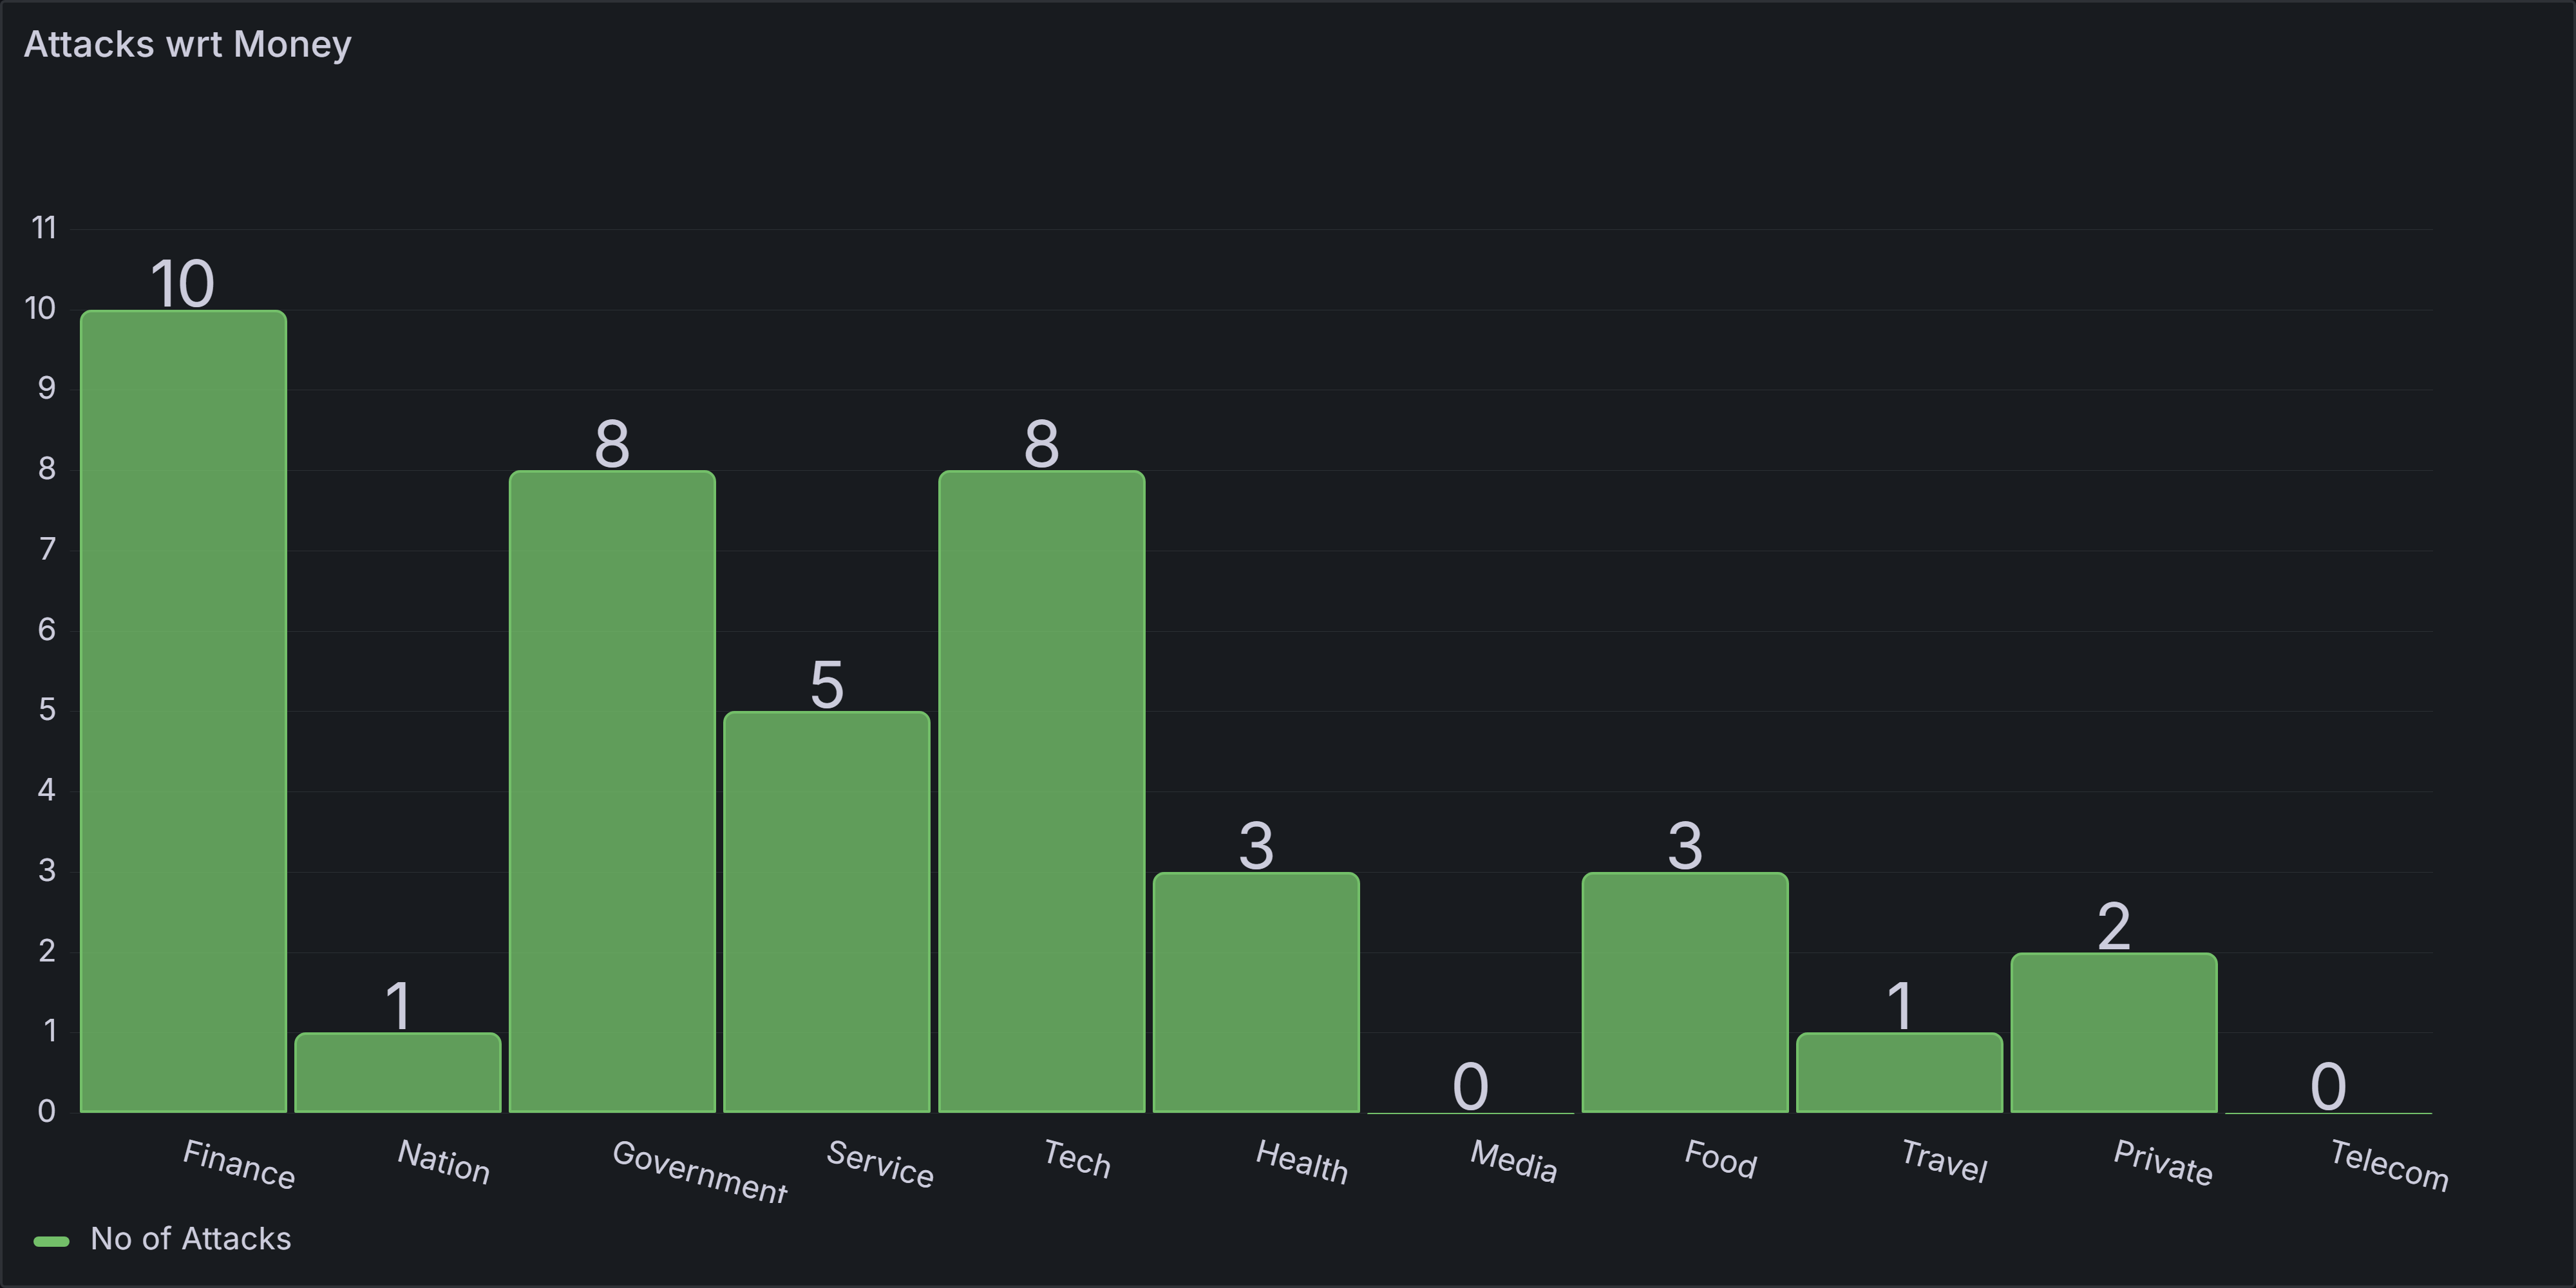 Attacks wrt Money
11
10
9
8
7
6
5
4
3
2
1
0
10
1
8
5
8
3
0
3
1
2
0
Finance
Nation
Government
Service
Tech
Health
Media
Food
Travel
Private
Telecom
No of Attacks